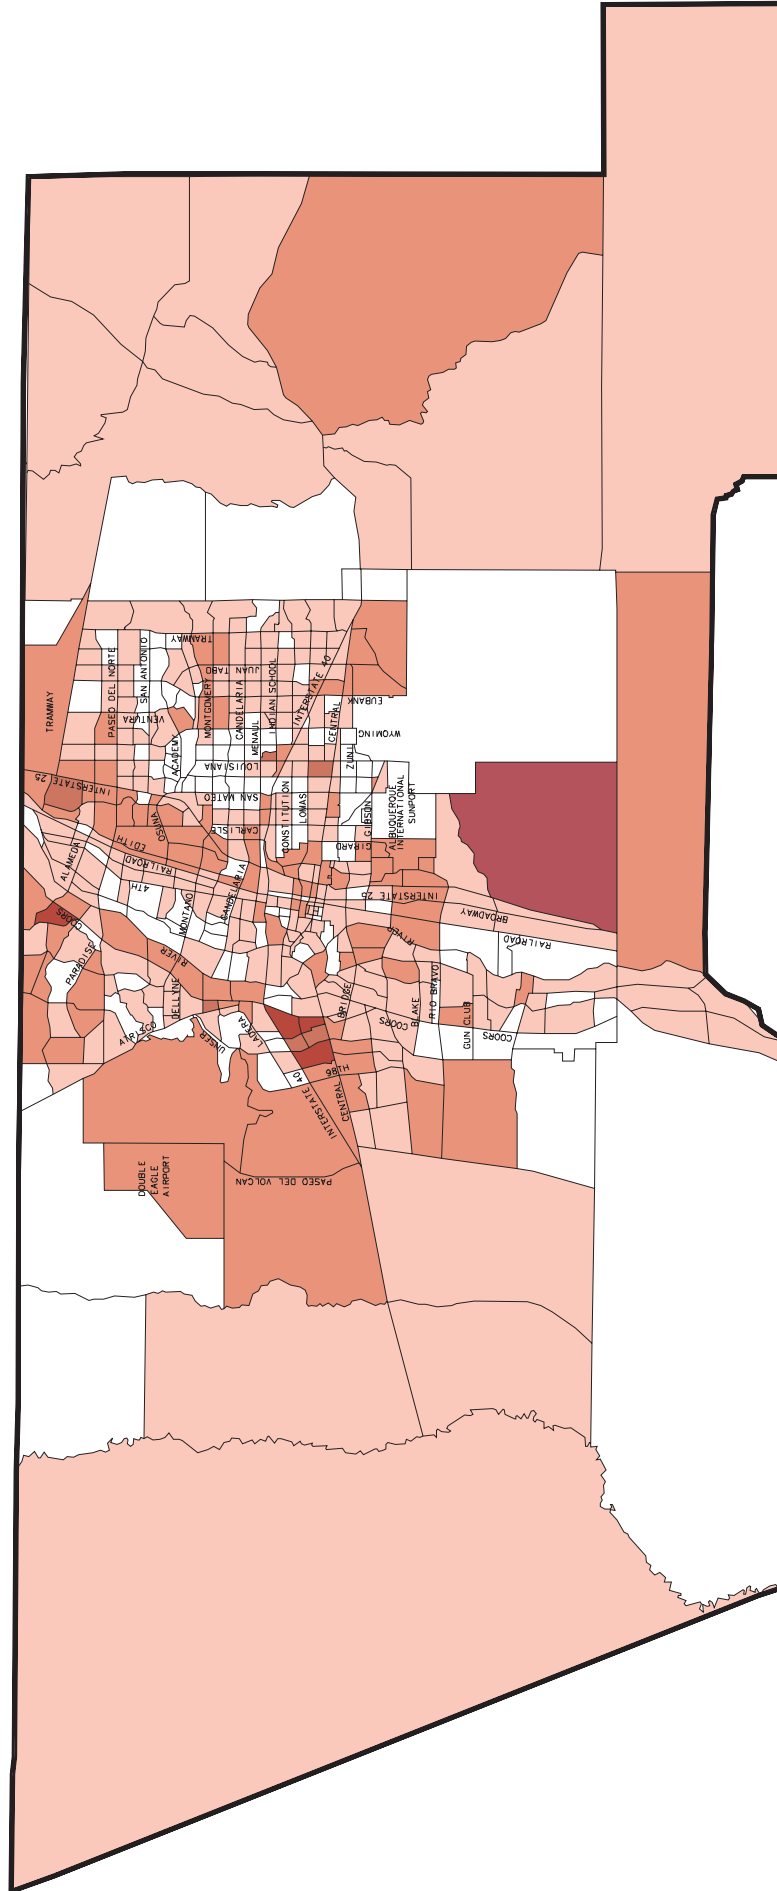 TRAMWAY
PASEO DEL NORTE
SAN ANTONIO
TRAMWAY
JUAN TABO
INDIAN SCHOOL
INTERSTATE 40
EUBANK
MONTGOMERY
CANDELARIA
MENAUL
CENTRAL
WYOMING
TRAMWAY
VENTURA
ACADEMY
LOUISIANA
ZUNI
INTERSTATE 25
SAN MATEO
CONSTITUTION
LOMAS
GIBSON
ALBUQUERQUE
INTERNATIONAL
SUNPORT
OSUNA
CARLISLE
GIRARD
EDITH
ALAMEDA
RAILROAD
4TH
MONTANO
CANDELARIA
INTERSTATE 25
BROADWAY
COORS
RIVER
RAILROAD
PARADISE
RIVER
DELLYNE
BRIDGE
BLAKE
RIO BRAVO
GUN CLUB
ATRISCO
UNSER
LADERA
COORS
COORS
98TH
INTERSTATE 40
CENTRAL
DOUBLE
EAGLE
AIRPORT
PASEO DEL VOLCAN